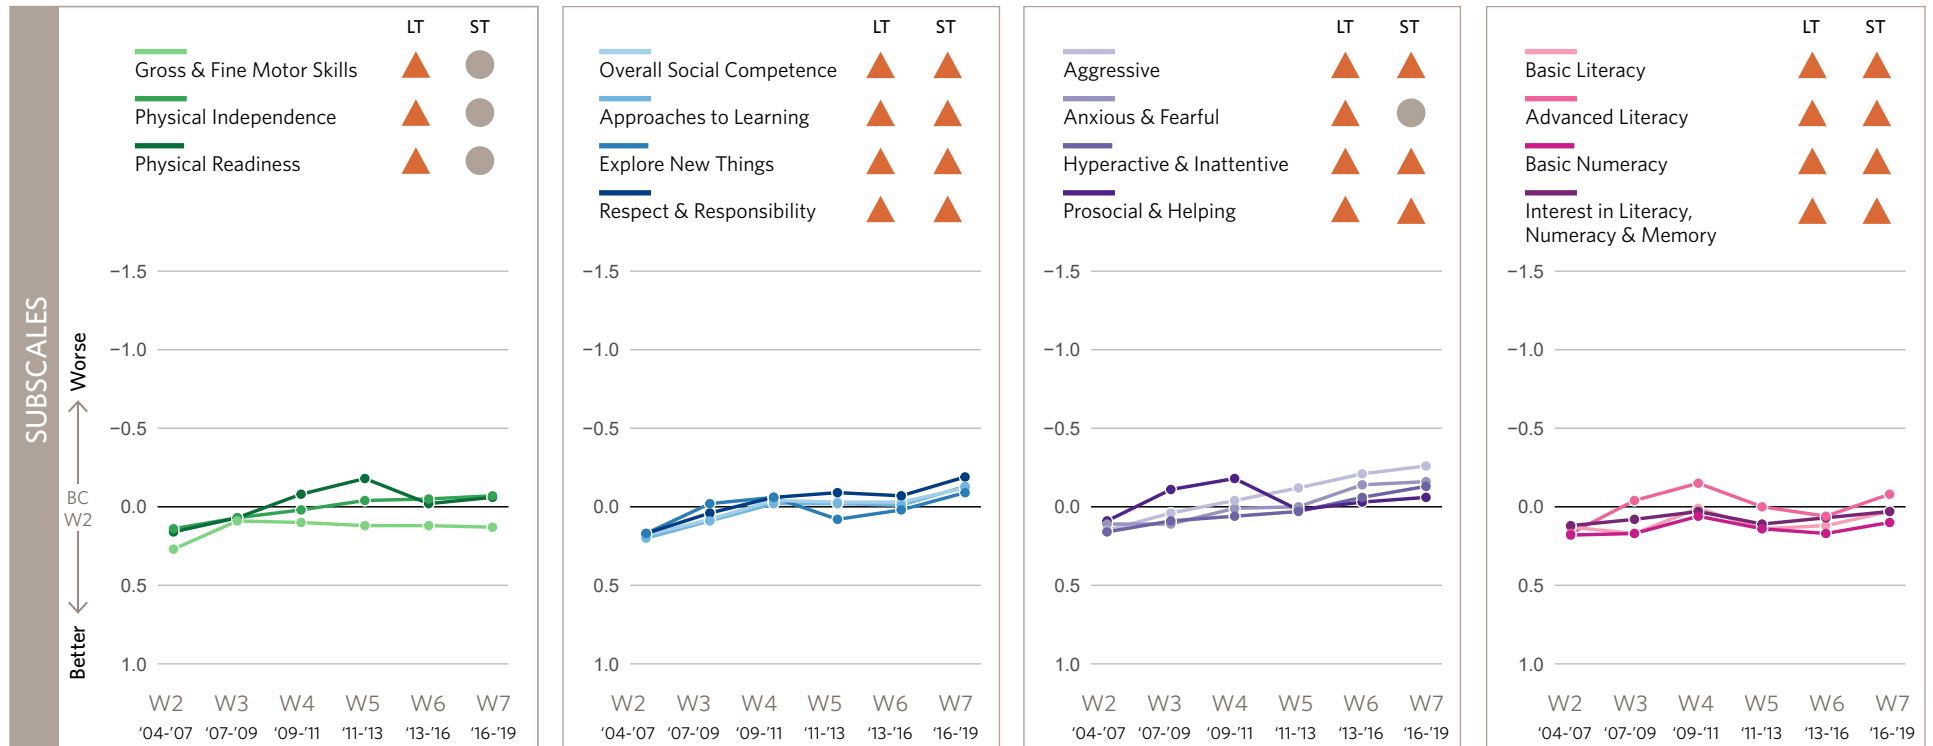 SUBSCALES
Worse
BC
W2
Better
LT ST
Gross & Fine Motor Skills
Physical Independence
Physical Readiness
−1.5
−1.0
−0.5
0.0
0.5
1.0
W2 W3 W4 W5 W6 W7
‘04-’07 ‘07-’09 ‘09-’11 ‘11-’13 ‘13-’16 ‘16-’19
LT ST
Overall Social Competence
Approaches to Learning
Explore New Things
Respect & Responsibility
−1.5
−1.0
−0.5
0.0
0.5
1.0
W2 W3 W4 W5 W6 W7
‘04-’07 ‘07-’09 ‘09-’11 ‘11-’13 ‘13-’16 ‘16-’19
LT ST
Aggressive
Anxious & Fearful
Hyperactive & Inattentive
Prosocial & Helping
−1.5
−1.0
−0.5
0.0
0.5
1.0
W2 W3 W4 W5 W6 W7
‘04-’07 ‘07-’09 ‘09-’11 ‘11-’13 ‘13-’16 ‘16-’19
LT ST
Basic Literacy
Advanced Literacy
Basic Numeracy
Interest in Literacy,
Numeracy & Memory
−1.5
−1.0
−0.5
0.0
0.5
1.0
W2 W3 W4 W5 W6 W7
‘04-’07 ‘07-’09 ‘09-’11 ‘11-’13 ‘13-’16 ‘16-’19